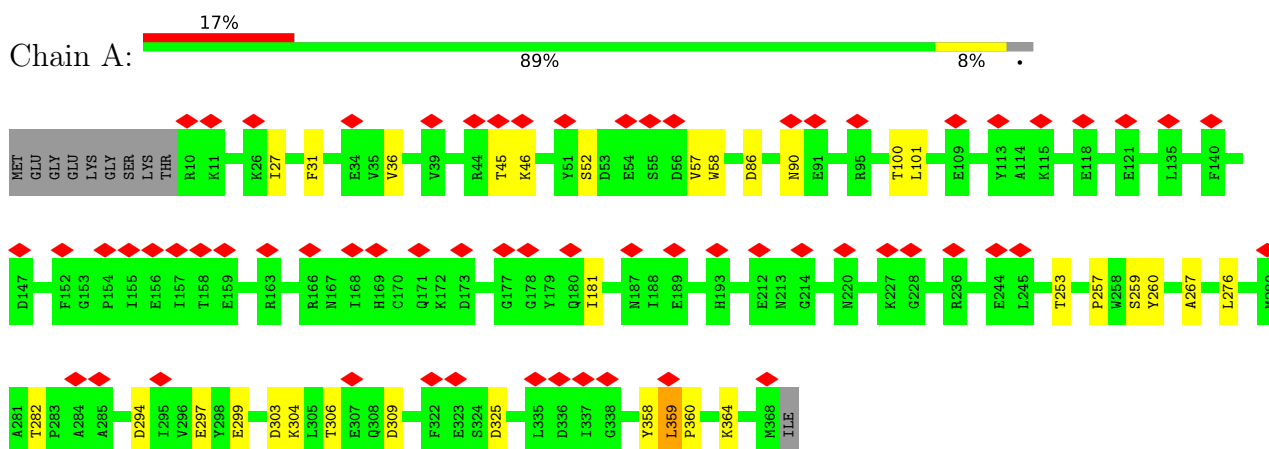 17%
Chain A:
89% 8% .
MET GLU GLY GLU LYS GLY SER LYS THR R10 K11 K26 I27 F31 E34 V35 V36 V39 R44 T45 K46 Y51 S52 D53 E54 S55 D56 V57 W58 D86 N90 E91 R95 T100 L101 E109 Y113 A114 K115 E118 E121 L135 F140
D147 F152 G153 P154 I155 E156 I157 T158 E159 R163 R166 N167 I168 H169 C170 Q171 K172 D173 G177 G178 Y179 Q180 I181 N187 I188 E189 H193 E212 N213 G214 N220 K227 G228 R236 E244 L245 T253 P257 W258 S259 Y260 A267 L276
A281 T282 P283 A284 A285 D294 I295 V296 E297 Y298 E299 D303 K304 L305 T306 E307 Q308 D309 F322 E323 S324 D325 L335 D336 I337 G338 Y358 L359 P360 K364 M368 ILE